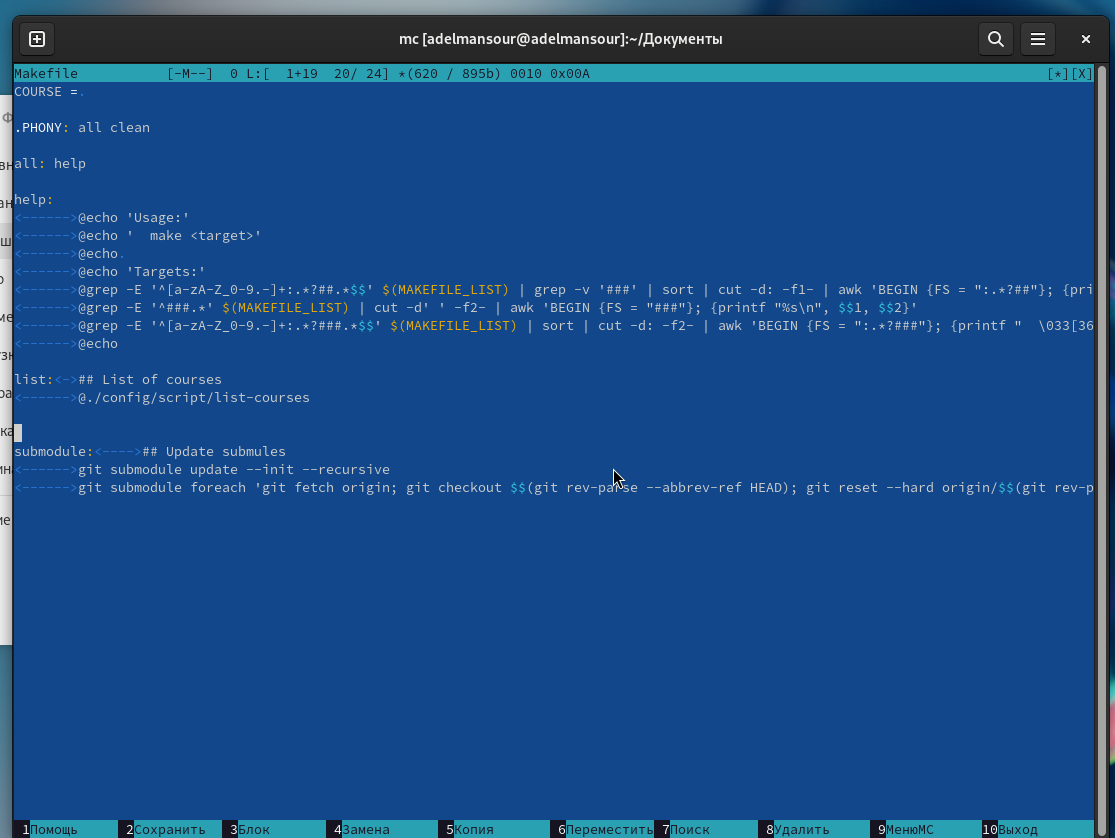 mc [adelmansour@adelmansour]:~/Документы
Makefile [-M--] 0 L:[ 1+19 20/ 24] *(620 / 895b) 0010 0x00A [*][X]
COURSE =.
.PHONY: all clean
all: help
help:
<------>@echo 'Usage:'
<------>@echo '  make <target>'
<------>@echo.
<------>@echo 'Targets:'
<------>@grep -E '^[a-zA-Z_0-9.-]+:.*?##.*$$' $(MAKEFILE_LIST) | grep -v '###' | sort | cut -d: -f1- | awk 'BEGIN {FS = ":.*?##"}; {pri
<------>@grep -E '^###.*' $(MAKEFILE_LIST) | cut -d' ' -f2- | awk 'BEGIN {FS = "###"}; {printf "%s\n", $$1, $$2}'
<------>@grep -E '^[a-zA-Z_0-9.-]+:.*?###.*$$' $(MAKEFILE_LIST) | sort | cut -d: -f2- | awk 'BEGIN {FS = ":.*?###"}; {printf "  \033[36
<------>@echo
list:<->## List of courses
<------>@./config/script/list-courses
submodule:<---->## Update submules
<------>git submodule update --init --recursive
<------>git submodule foreach 'git fetch origin; git checkout $$(git rev-parse --abbrev-ref HEAD); git reset --hard origin/$$(git rev-p
1Помощь 2Сохранить 3Блок 4Замена 5Копия 6Переместить 7Поиск 8Удалить 9МенюМС 10Выход